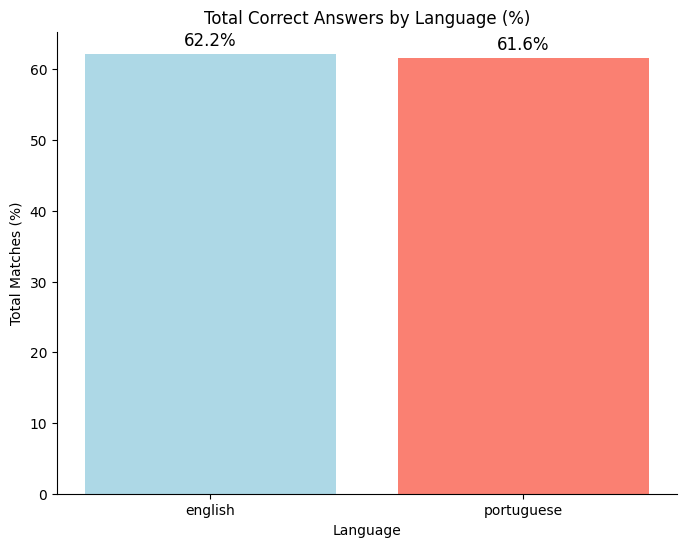 Total Correct Answers by Language (%)
62.2%
61.6%
Total Matches (%)
60
50
40
30
20
10
0
english
portuguese
Language